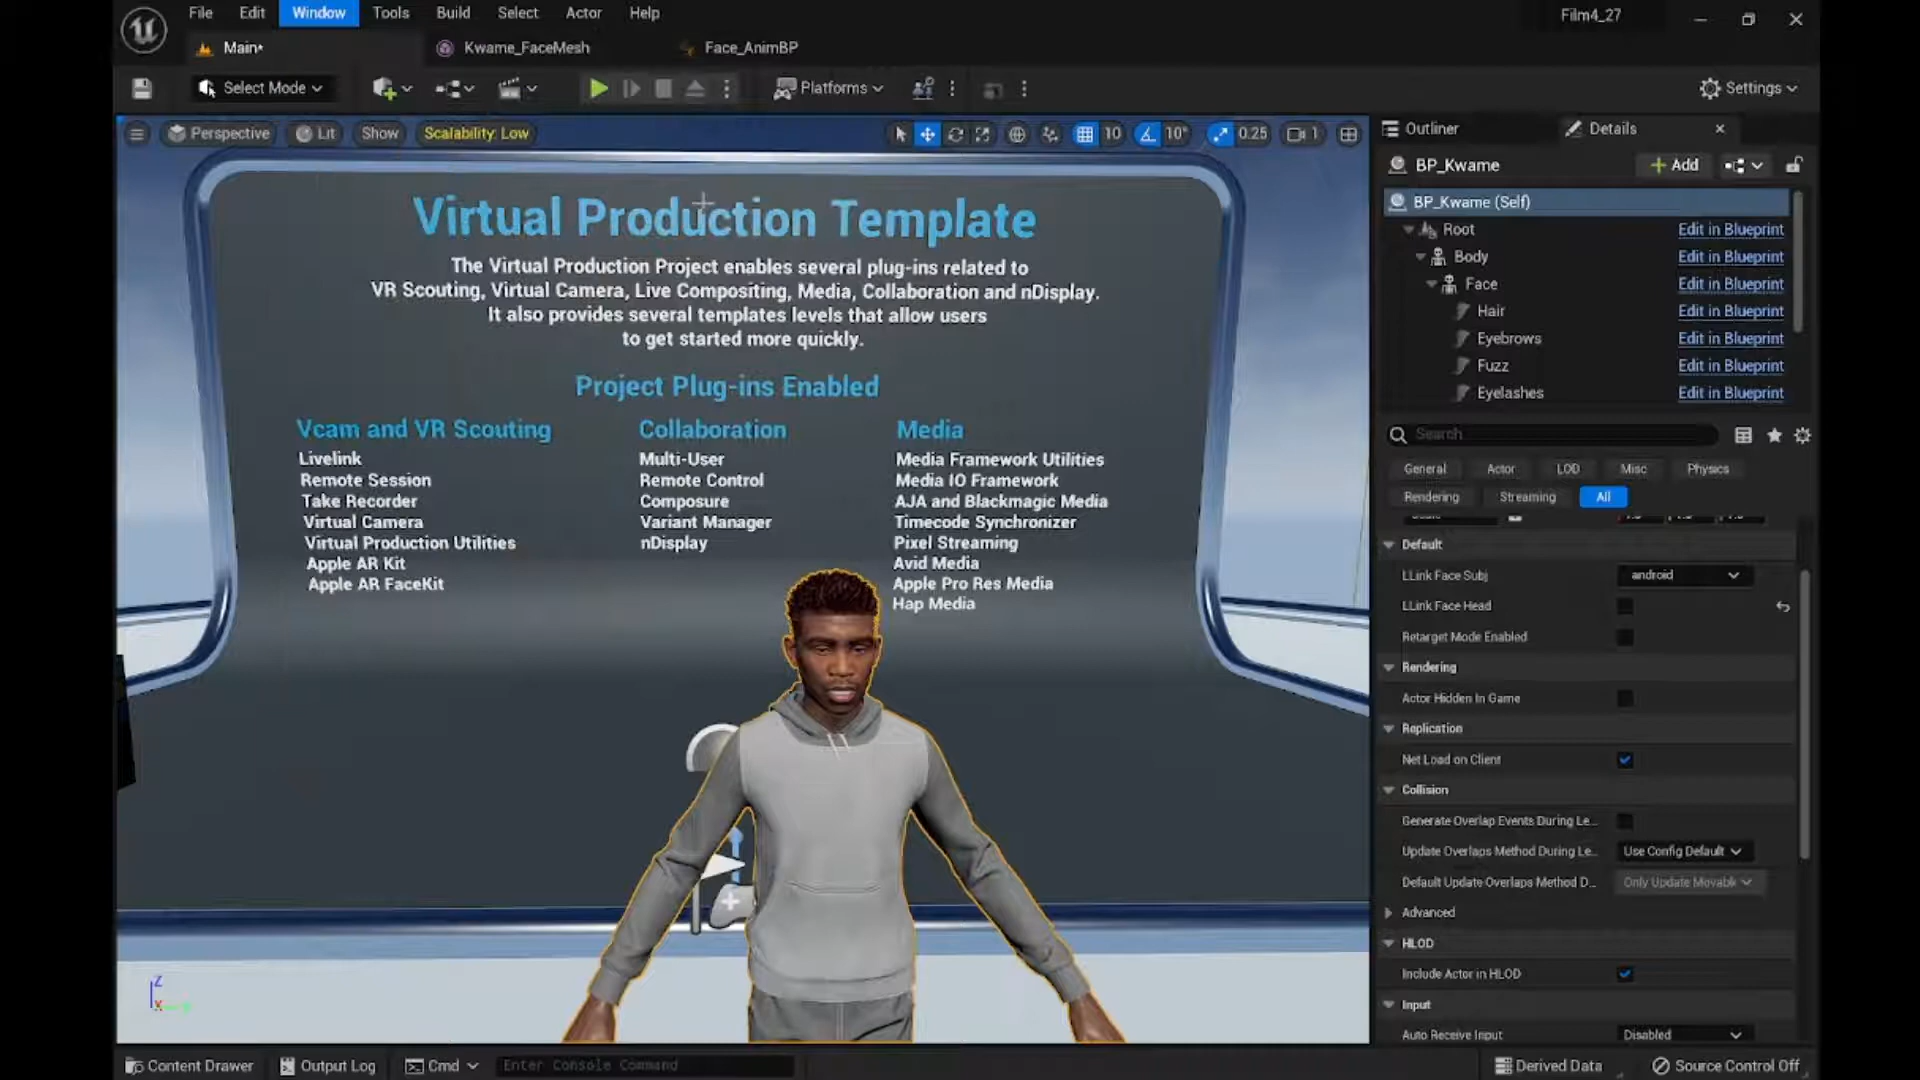 File Edit Window Tools Build Select Actor Help
Film4_27
Main•
Kwame_FaceMesh
Face_AnimBP
Select Mode
Platforms
Settings
Perspective
Lit
Show
Scalability: Low
10
10°
0.25
1
Virtual Production Template
The Virtual Production Project enables several plug-ins related to
VR Scouting, Virtual Camera, Live Compositing, Media, Collaboration and nDisplay.
It also provides several templates levels that allow users
to get started more quickly.
Project Plug-ins Enabled
Vcam and VR Scouting
Livelink
Remote Session
Take Recorder
Virtual Camera
Virtual Production Utilities
Apple AR Kit
Apple AR FaceKit
Collaboration
Multi-User
Remote Control
Composure
Variant Manager
nDisplay
Media
Media Framework Utilities
Media IO Framework
AJA and Blackmagic Media
Timecode Synchronizer
Pixel Streaming
Avid Media
Apple Pro Res Media
Hap Media
Z
Outliner
Details
BP_Kwame
+ Add
BP_Kwame (Self)
Root Edit in Blueprint
Body Edit in Blueprint
Face Edit in Blueprint
Hair Edit in Blueprint
Eyebrows Edit in Blueprint
Fuzz Edit in Blueprint
Eyelashes Edit in Blueprint
Search
General Actor LOD Misc Physics
Rendering Streaming All
Default
LLink Face Subj android
LLink Face Head
Retarget Mode Enabled
Rendering
Actor Hidden In Game
Replication
Net Load on Client
Collision
Generate Overlap Events During Le...
Update Overlaps Method During Le... Use Config Default
Default Update Overlaps Method D... Only Update Movabl
Advanced
HLOD
Include Actor in HLOD
Input
Auto Receive Input Disabled
Content Drawer
Output Log
Cmd
Enter Console Command
Derived Data
Source Control Off